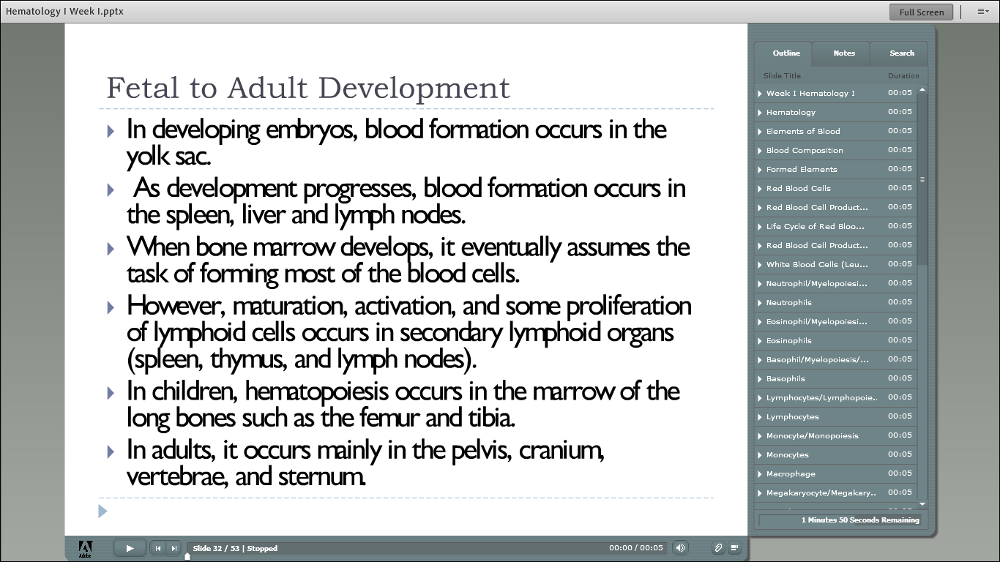 Hematology I Week I.pptx
Full Screen
Fetal to Adult Development
In developing embryos, blood formation occurs in the
yolk sac.
As development progresses, blood formation occurs in
the spleen, liver and lymph nodes.
When bone marrow develops, it eventually assumes the
task of forming most of the blood cells.
However, maturation, activation, and some proliferation
of lymphoid cells occurs in secondary lymphoid organs
(spleen, thymus, and lymph nodes).
In children, hematopoiesis occurs in the marrow of the
long bones such as the femur and tibia.
In adults, it occurs mainly in the pelvis, cranium,
vertebrae, and sternum.
Outline Notes Search
Slide Title Duration
Week I Hematology I 00:05
Hematology 00:05
Elements of Blood 00:05
Blood Composition 00:05
Formed Elements 00:05
Red Blood Cells 00:05
Red Blood Cell Product... 00:05
Life Cycle of Red Bloo... 00:05
Red Blood Cell Product... 00:05
White Blood Cells (Leu... 00:05
Neutrophil/Myelopoiesi... 00:05
Neutrophils 00:05
Eosinophil/Myelopoiesi... 00:05
Eosinophils 00:05
Basophil/Myelopoiesis/... 00:05
Basophils 00:05
Lymphocytes/Lymphopoie.. 00:05
Lymphocytes 00:05
Monocyte/Monopoiesis 00:05
Monocytes 00:05
Macrophage 00:05
Megakaryocyte/Megakary.. 00:05
1 Minutes 50 Seconds Remaining
Adobe
Slide 32 / 53 | Stopped
00:00 / 00:05